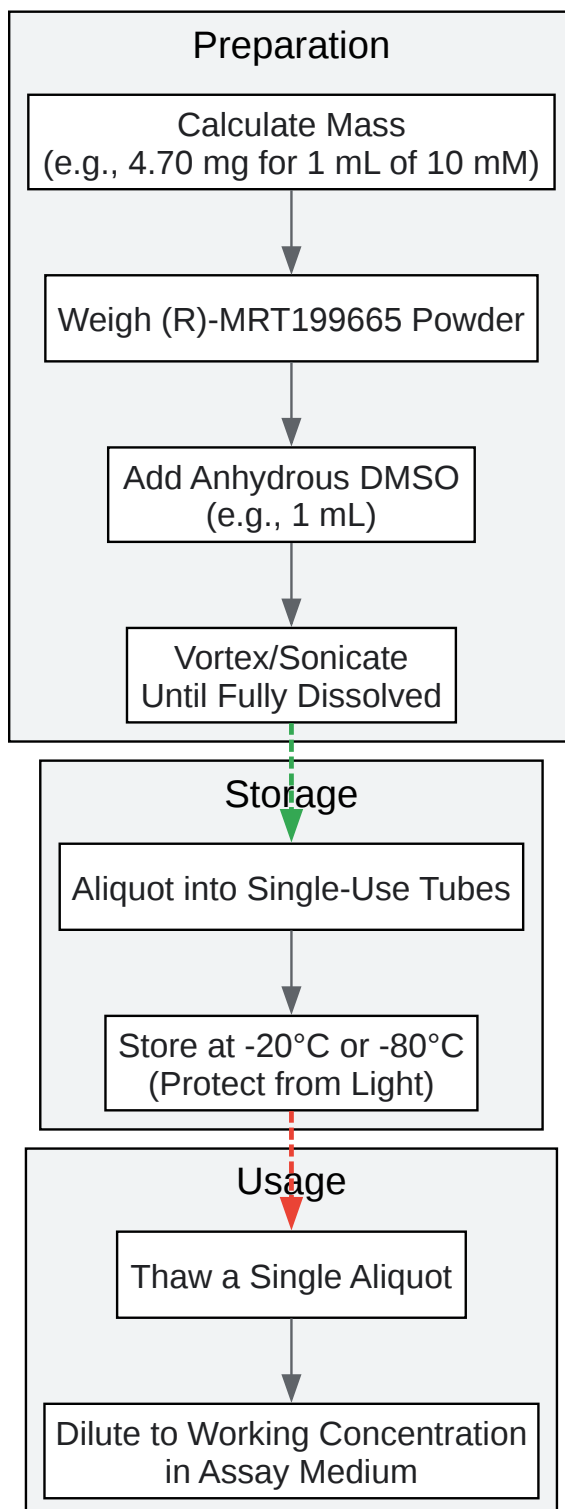 Preparation
Calculate Mass
(e.g., 4.70 mg for 1 mL of 10 mM)
Weigh (R)-MRT199665 Powder
Add Anhydrous DMSO
(e.g., 1 mL)
Vortex/Sonicate
Until Fully Dissolved
Storage
Aliquot into Single-Use Tubes
Store at -20°C or -80°C
(Protect from Light)
Usage
Thaw a Single Aliquot
Dilute to Working Concentration
in Assay Medium